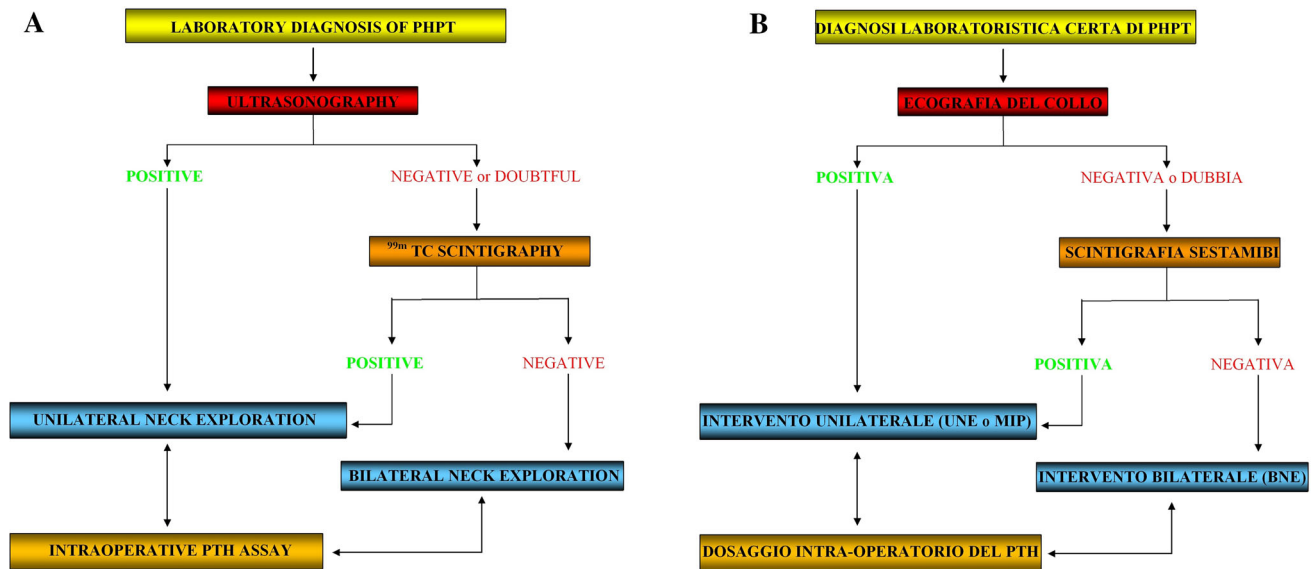 A
LABORATORY DIAGNOSIS OF PHPT
ULTRASONOGRAPHY
POSITIVE
NEGATIVE or DOUBTFUL
99m TC SCINTIGRAPHY
POSITIVE
NEGATIVE
UNILATERAL NECK EXPLORATION
BILATERAL NECK EXPLORATION
INTRAOPERATIVE PTH ASSAY
B
DIAGNOSI LABORATORISTICA CERTA DI PHPT
ECOGRAFIA DEL COLLO
POSITIVA
NEGATIVA o DUBBIA
SCINTIGRAFIA SESTAMIBI
POSITIVA
NEGATIVA
INTERVENTO UNILATERALE (UNE o MIP)
INTERVENTO BILATERALE (BNE)
DOSAGGIO INTRA-OPERATORIO DEL PTH